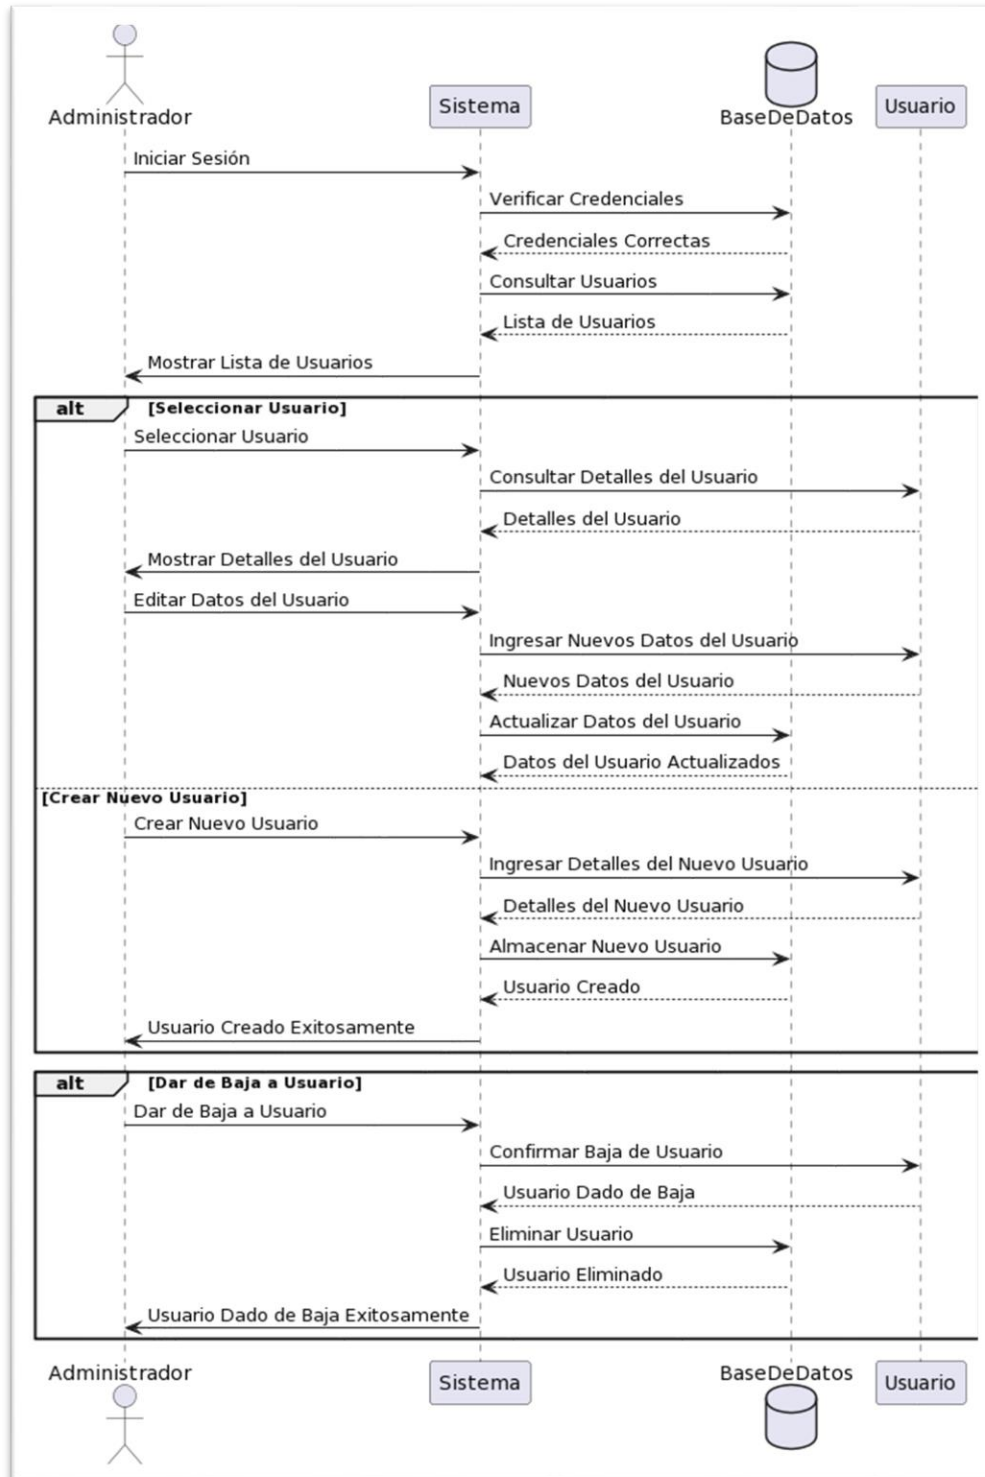 Administrador
Sistema
BaseDeDatos
Usuario
Iniciar Sesión
Verificar Credenciales
Credenciales Correctas
Consultar Usuarios
Lista de Usuarios
Mostrar Lista de Usuarios
alt [Seleccionar Usuario]
Seleccionar Usuario
Consultar Detalles del Usuario
Detalles del Usuario
Mostrar Detalles del Usuario
Editar Datos del Usuario
Ingresar Nuevos Datos del Usuario
Nuevos Datos del Usuario
Actualizar Datos del Usuario
Datos del Usuario Actualizados
[Crear Nuevo Usuario]
Crear Nuevo Usuario
Ingresar Detalles del Nuevo Usuario
Detalles del Nuevo Usuario
Almacenar Nuevo Usuario
Usuario Creado
Usuario Creado Exitosamente
alt [Dar de Baja a Usuario]
Dar de Baja a Usuario
Confirmar Baja de Usuario
Usuario Dado de Baja
Eliminar Usuario
Usuario Eliminado
Usuario Dado de Baja Exitosamente
Administrador
Sistema
BaseDeDatos
Usuario